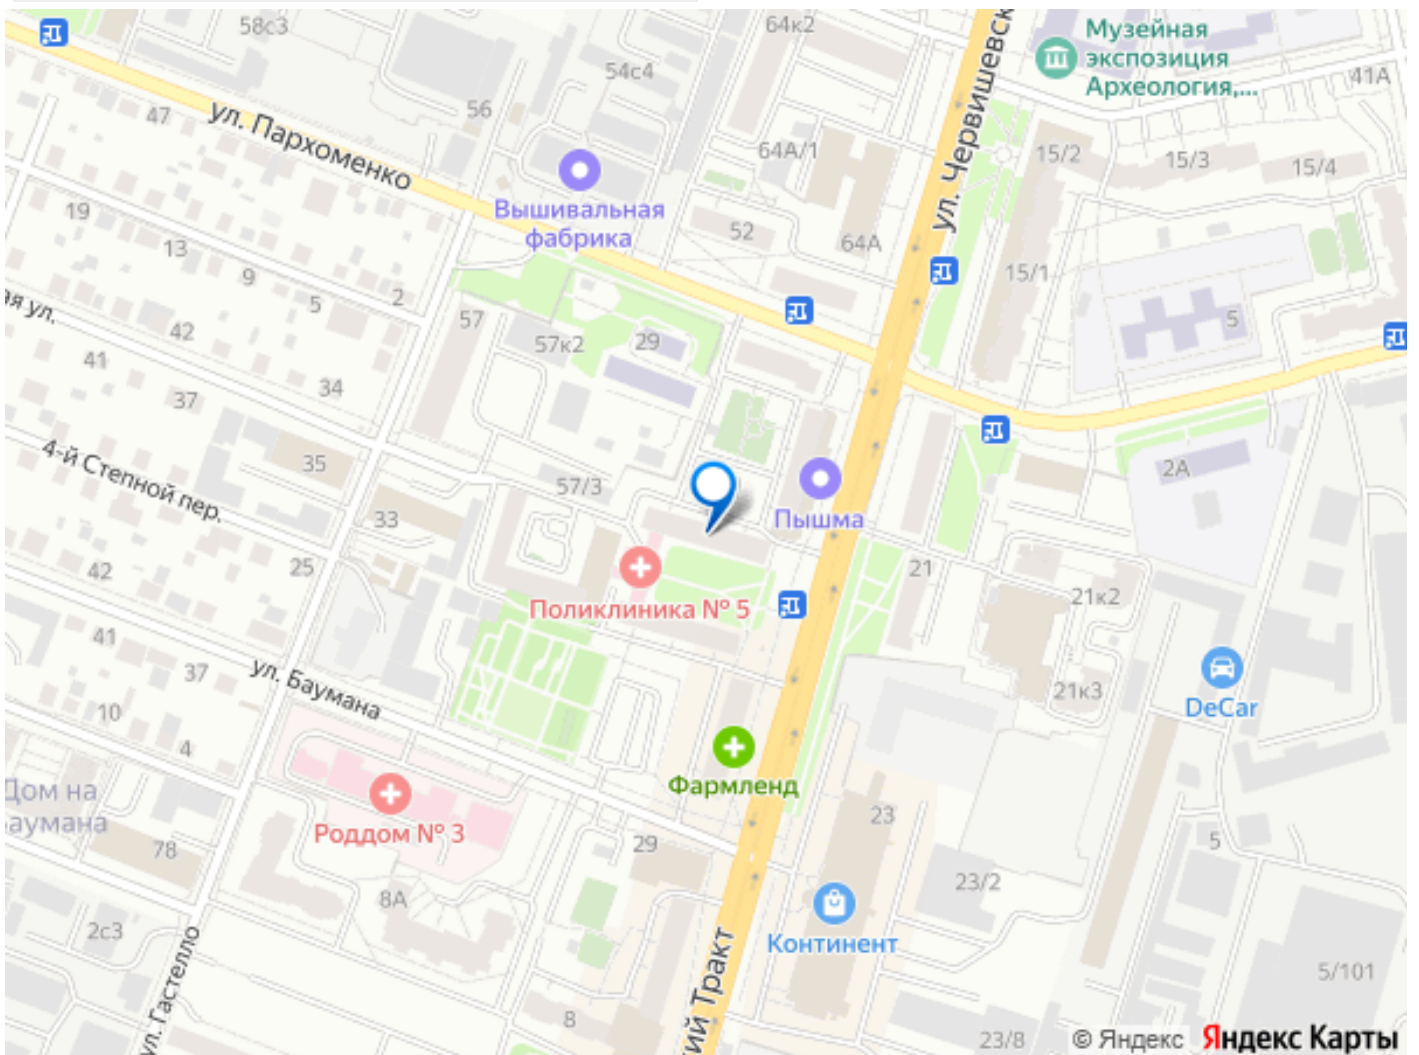 58с3
64к2
ул. Червишевск
Музейная
экспозиция
Археология,...
41А
54с4
56
47
ул. Пархоменко
64А/1
15/2
15/3
15/4
Вышивальная
фабрика
52
64А
19
13
9
5
2
15/1
ая ул.
42
57
57к2
29
5
41
34
37
4-й Степной пер.
35
57/3
2А
33
Пышма
42
25
21
Поликлиника № 5
21к2
41
37
ул. Баумана
21к3
DeCar
10
4
Фармленд
Дом на
аумана
Роддом № 3
78
29
23
5
8А
23/2
2с3
ул. Гастелло
Континент
ий Тракт
5/101
8
23/8
© Яндекс Яндекс Карты